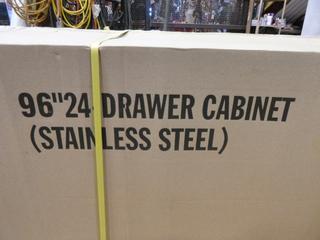 96"24 DRAWER CABINET
(STAINLESS STEEL)